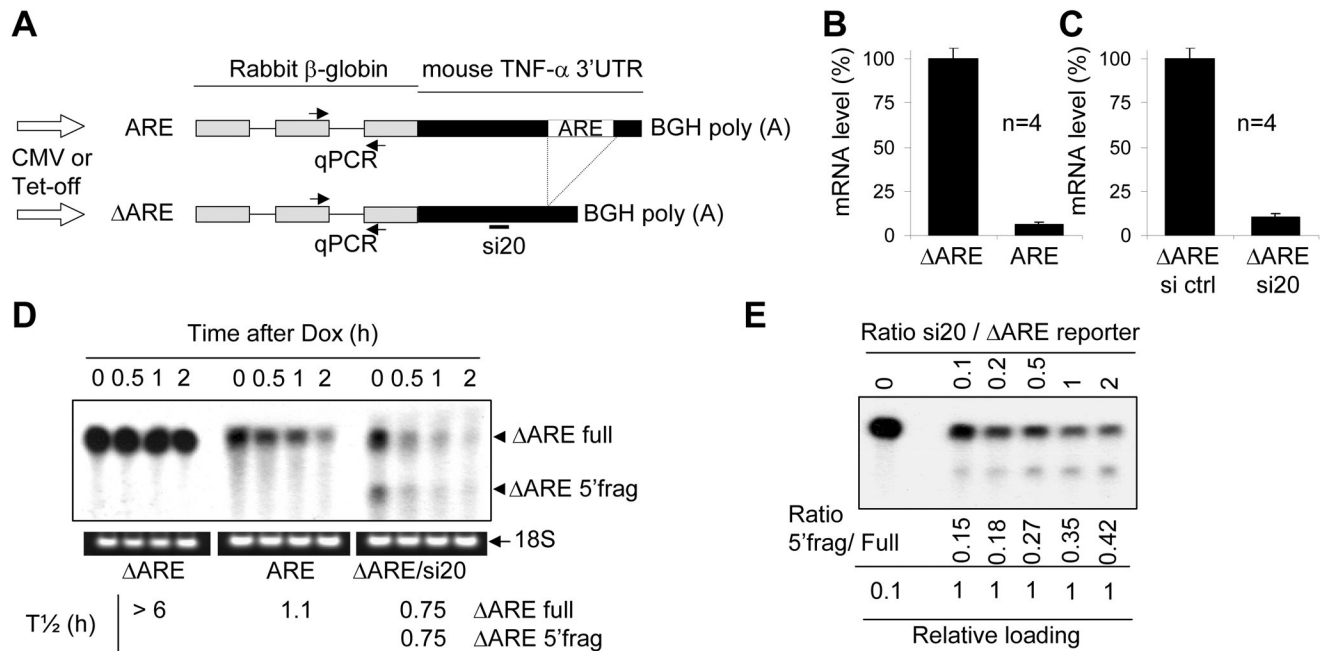 A
Rabbit β-globin
mouse TNF-α 3'UTR
ARE
ARE
BGH poly (A)
qPCR
CMV or
Tet-off
ΔARE
BGH poly (A)
qPCR
si20
B
mRNA level (%)
100
75
50
25
0
n=4
ΔARE
ARE
C
mRNA level (%)
100
75
50
25
0
n=4
ΔARE
si ctrl
ΔARE
si20
D
Time after Dox (h)
0 0.5 1 2
0 0.5 1 2
0 0.5 1 2
ΔARE full
ΔARE 5'frag
18S
ΔARE
ARE
ΔARE/si20
T½ (h)
> 6
1.1
0.75 ΔARE full
0.75 ΔARE 5'frag
E
Ratio si20 / ΔARE reporter
0 0.1 0.2 0.5 1 2
Ratio
5'frag/ Full
0.15 0.18 0.27 0.35 0.42
0.1 1 1 1 1 1
Relative loading